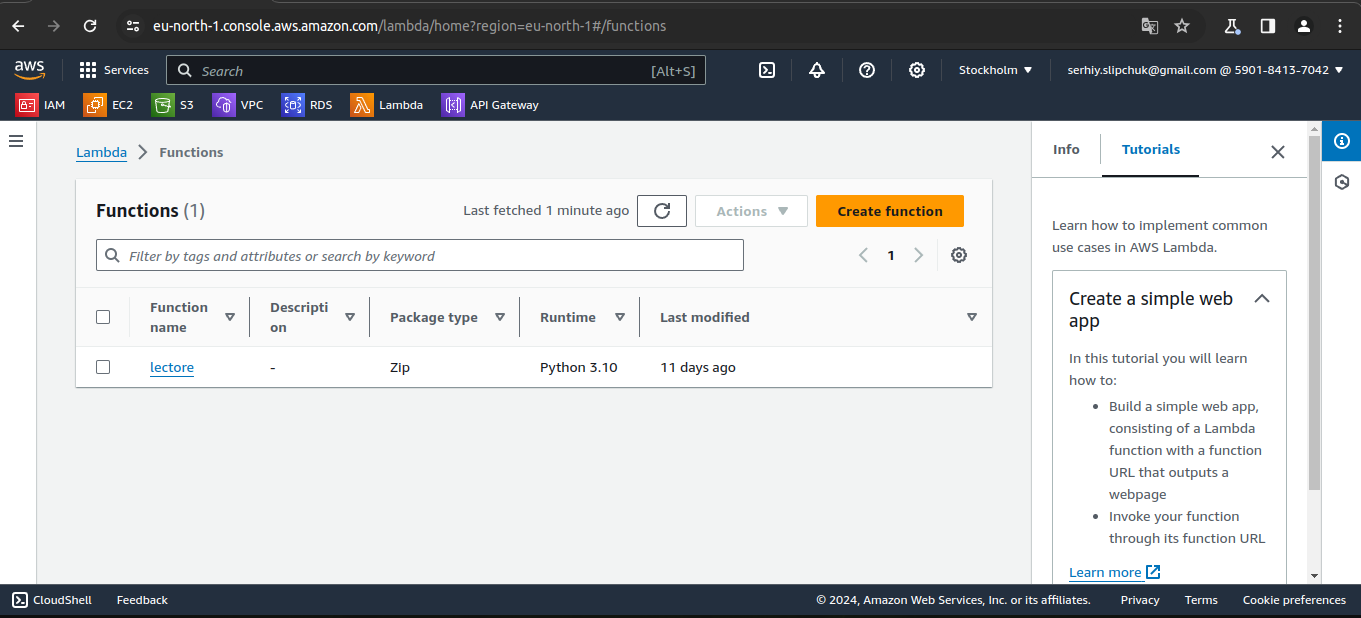 eu-north-1.console.aws.amazon.com/lambda/home?region=eu-north-1#/functions
aws Services Search [Alt+S] Stockholm serhiy.slipchuk@gmail.com @ 5901-8413-7042
IAM EC2 S3 VPC RDS Lambda API Gateway
Lambda Functions
Functions (1) Last fetched 1 minute ago Actions Create function
Filter by tags and attributes or search by keyword 1
Function name Descripti on Package type Runtime Last modified
lectore - Zip Python 3.10 11 days ago
Info Tutorials
Learn how to implement common
use cases in AWS Lambda.
Create a simple web
app
In this tutorial you will learn
how to:
• Build a simple web app,
consisting of a Lambda
function with a function
URL that outputs a
webpage
• Invoke your function
through its function URL
Learn more
CloudShell Feedback © 2024, Amazon Web Services, Inc. or its affiliates. Privacy Terms Cookie preferences